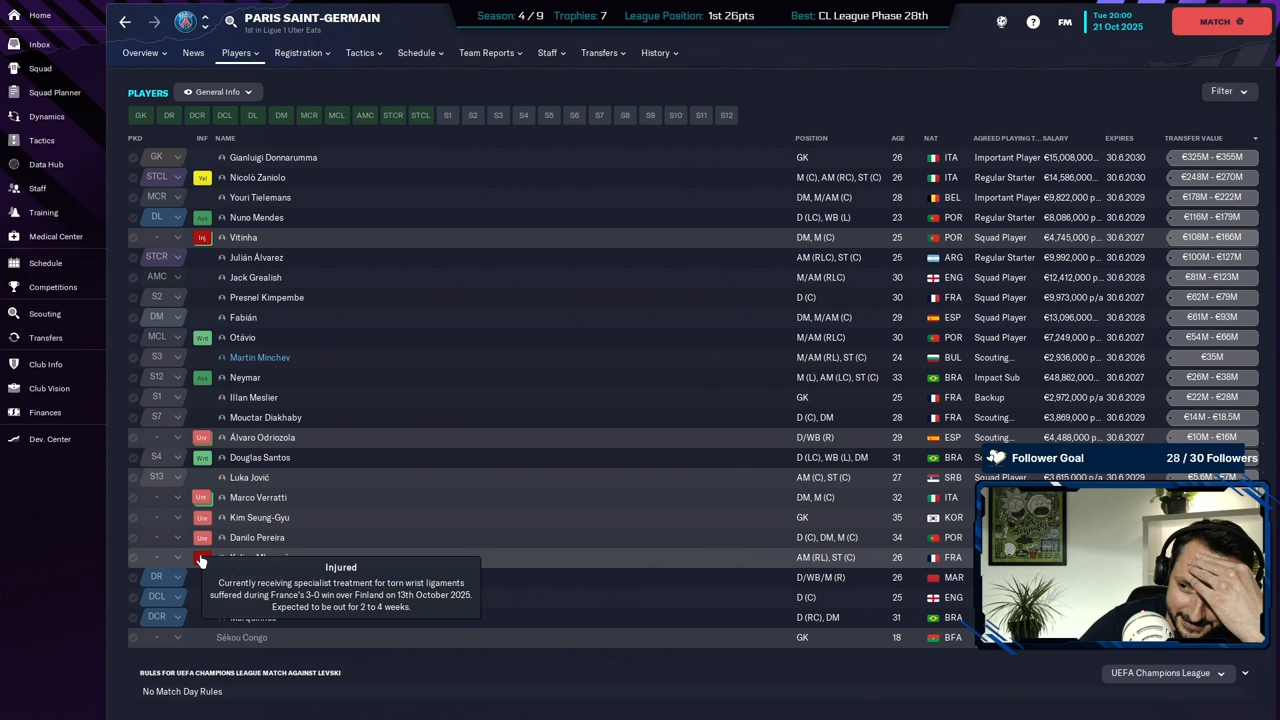 Home
PARIS SAINT-GERMAIN
1st in Ligue 1 Uber Eats
Season: 4 / 9 Trophies: 7 League Position: 1st 26pts Best: CL League Phase 28th
FM
Tue 20:00
21 Oct 2025
MATCH
Inbox
Squad
Squad Planner
Dynamics
Tactics
Data Hub
Staff
Training
Medical Center
Schedule
Competitions
Scouting
Transfers
Club Info
Club Vision
Finances
Dev. Center
Overview News Players Registration Tactics Schedule Team Reports Staff Transfers History
PLAYERS General Info Filter
GK DR DCR DCL DL DM MCR MCL AMC STCR STCL S1 S2 S3 S4 S5 S6 S7 S8 S9 S10 S11 S12
PKD INF NAME POSITION AGE NAT AGREED PLAYING T... SALARY EXPIRES TRANSFER VALUE
GK Gianluigi Donnarumma GK 26 ITA Important Player €15,008,000... 30.6.2030 €325M - €355M
STCL Yel Nicolò Zaniolo M (C), AM (RC), ST (C) 26 ITA Regular Starter €14,586,000... 30.6.2030 €248M - €270M
MCR Youri Tielemans DM, M/AM (C) 28 BEL Important Player €9,822,000 p... 30.6.2029 €178M - €222M
DL Ask Nuno Mendes D (LC), WB (L) 23 POR Regular Starter €8,086,000 p... 30.6.2029 €116M - €179M
- Inj Vitinha DM, M (C) 25 POR Squad Player €4,745,000 p... 30.6.2027 €108M - €166M
STCR Julián Álvarez AM (RLC), ST (C) 25 ARG Regular Starter €9,992,000 p... 30.6.2029 €100M - €127M
AMC Jack Grealish M/AM (RLC) 30 ENG Squad Player €12,412,000 p... 30.6.2028 €81M - €123M
S2 Presnel Kimpembe D (C) 30 FRA Squad Player €9,973,000 p/a 30.6.2029 €62M - €79M
DM Fabián DM, M/AM (C) 29 ESP Squad Player €13,096,000... 30.6.2028 €61M - €93M
MCL Wnt Otávio M/AM (RLC) 30 POR Squad Player €7,249,000 p... 30.6.2027 €54M - €66M
S3 Martin Minchev M/AM (RL), ST (C) 24 BUL Scouting... €2,936,000 p... 30.6.2026 €35M
S12 Ask Neymar M (L), AM (LC), ST (C) 33 BRA Impact Sub €48,862,000... 30.6.2027 €26M - €38M
S1 Illan Meslier GK 25 FRA Backup €2,972,000 p/a 30.6.2029 €22M - €28M
S7 Mouctar Diakhaby D (C), DM 28 FRA Scouting... €3,869,000 p... 30.6.2029 €14M - €18.5M
- Unr Álvaro Odriozola D/WB (R) 29 ESP Scouting... €4,488,000 p... 30.6.2027 €10M - €16M
S4 Wnt Douglas Santos D (LC), WB (L), DM 31 BRA
Follower Goal 28 / 30 Followers
S13 Luka Jović AM (C), ST (C) 27 SRB
- Unr Marco Verratti DM, M (C) 32 ITA
- Unr Kim Seung-Gyu GK 35 KOR
- Unr Danilo Pereira D (C), DM, M (C) 34 POR
- AM (RL), ST (C) 26 FRA
Injured
Currently receiving specialist treatment for torn wrist ligaments
suffered during France's 3-0 win over Finland on 13th October 2025.
Expected to be out for 2 to 4 weeks.
DR D/WB/M (R) 26 MAR
DCL D (C) 25 ENG
DCR D (RC), DM 31 BRA
- Sékou Congo GK 18 BFA
RULES FOR UEFA CHAMPIONS LEAGUE MATCH AGAINST LEVSKI
UEFA Champions League
No Match Day Rules